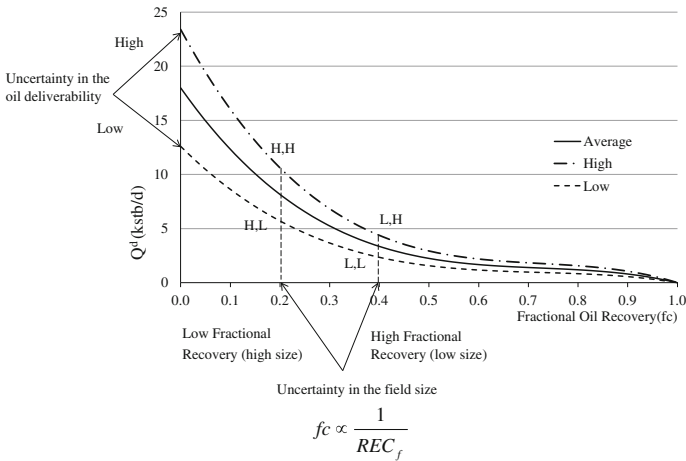 25
20
15
10
5
0
Q^d (kstb/d)
High
Uncertainty in the
oil deliverability
Low
H,H
H,L
L,H
L,L
Average
High
Low
0.0 0.1 0.2 0.3 0.4 0.5 0.6 0.7 0.8 0.9 1.0
Fractional Oil Recovery(fc)
Low Fractional
Recovery (high size)
High Fractional
Recovery (low size)
Uncertainty in the field size
fc ∝ 1 / REC_f